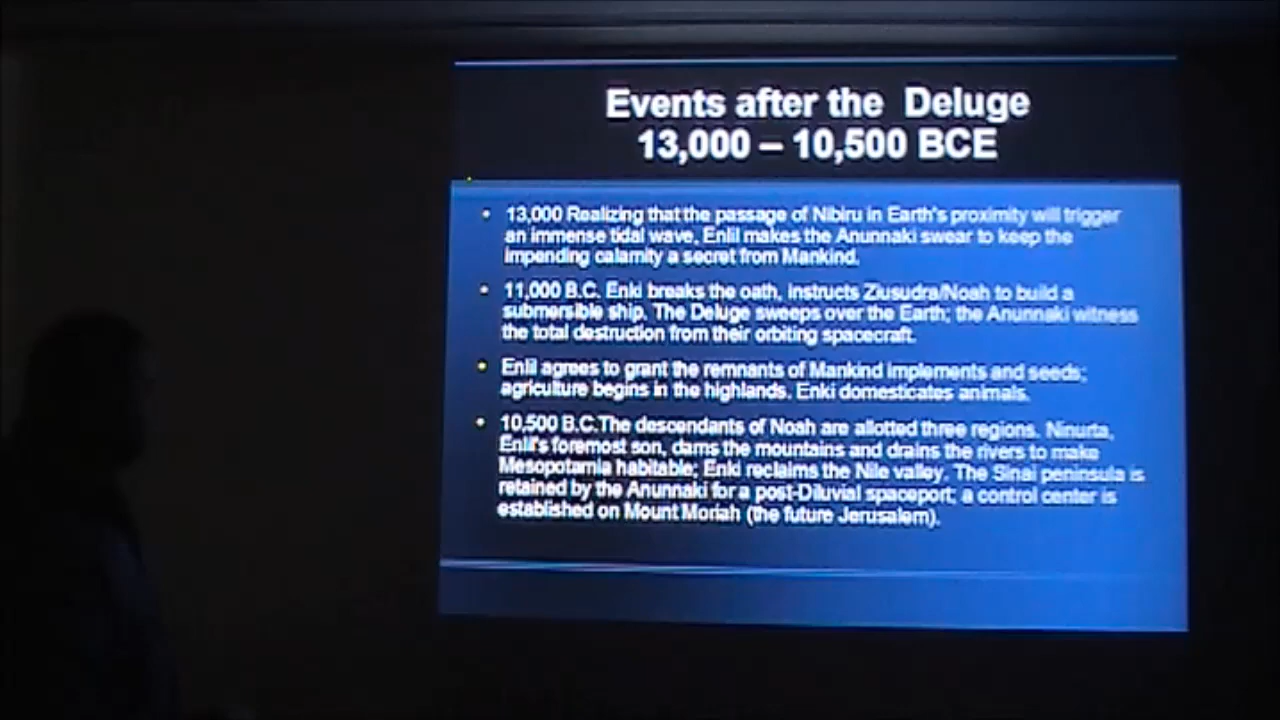 Events after the Deluge
13,000 – 10,500 BCE
• 13,000 Realizing that the passage of Nibiru in Earth's proximity will trigger
an immense tidal wave, Enlil makes the Anunnaki swear to keep the
impending calamity a secret from Mankind.
• 11,000 B.C. Enki breaks the oath, instructs Ziusudra/Noah to build a
submersible ship. The Deluge sweeps over the Earth; the Anunnaki witness
the total destruction from their orbiting spacecraft.
• Enlil agrees to grant the remnants of Mankind implements and seeds;
agriculture begins in the highlands. Enki domesticates animals.
• 10,500 B.C.The descendants of Noah are allotted three regions. Ninurta,
Enlil's foremost son, dams the mountains and drains the rivers to make
Mesopotamia habitable; Enki reclaims the Nile valley. The Sinai peninsula is
retained by the Anunnaki for a post-Diluvial spaceport; a control center is
established on Mount Moriah (the future Jerusalem).